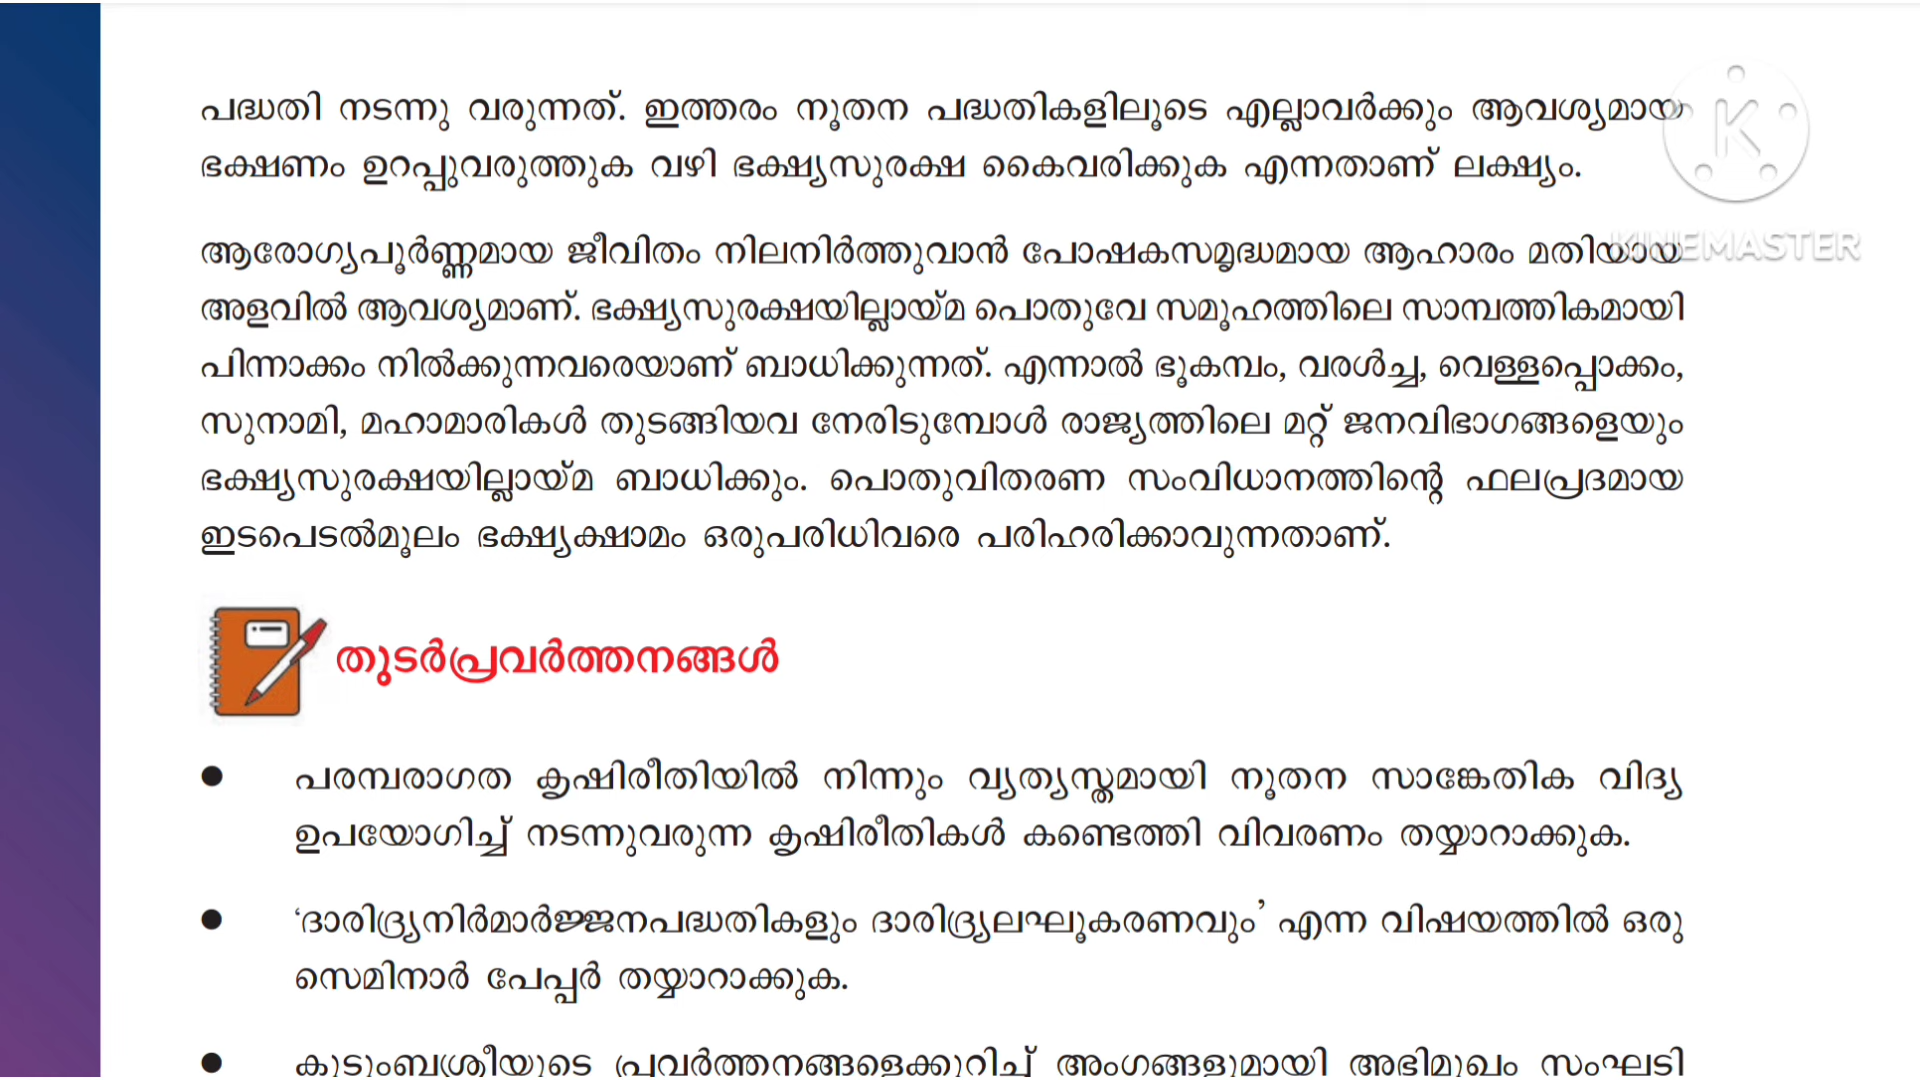 പദ്ധതി നടന്നു വരുന്നത്. ഇത്തരം നൂതന പദ്ധതികളിലൂടെ എല്ലാവർക്കും ആവശ്യമായ
ഭക്ഷണം ഉറപ്പുവരുത്തുക വഴി ഭക്ഷ്യസുരക്ഷ കൈവരിക്കുക എന്നതാണ് ലക്ഷ്യം.
KINEMASTER
ആരോഗ്യപൂർണ്ണമായ ജീവിതം നിലനിർത്തുവാൻ പോഷകസമൃദ്ധമായ ആഹാരം മതിയായ
അളവിൽ ആവശ്യമാണ്. ഭക്ഷ്യസുരക്ഷയില്ലായ്മ പൊതുവേ സമൂഹത്തിലെ സാമ്പത്തികമായി
പിന്നാക്കം നിൽക്കുന്നവരെയാണ് ബാധിക്കുന്നത്. എന്നാൽ ഭൂകമ്പം, വരൾച്ച, വെള്ളപ്പൊക്കം,
സുനാമി, മഹാമാരികൾ തുടങ്ങിയവ നേരിടുമ്പോൾ രാജ്യത്തിലെ മറ്റ് ജനവിഭാഗങ്ങളെയും
ഭക്ഷ്യസുരക്ഷയില്ലായ്മ ബാധിക്കും. പൊതുവിതരണ സംവിധാനത്തിന്റെ ഫലപ്രദമായ
ഇടപെടൽമൂലം ഭക്ഷ്യക്ഷാമം ഒരുപരിധിവരെ പരിഹരിക്കാവുന്നതാണ്.
തുടർപ്രവർത്തനങ്ങൾ
● പരമ്പരാഗത കൃഷിരീതിയിൽ നിന്നും വ്യത്യസ്തമായി നൂതന സാങ്കേതിക വിദ്യ
ഉപയോഗിച്ച് നടന്നുവരുന്ന കൃഷിരീതികൾ കണ്ടെത്തി വിവരണം തയ്യാറാക്കുക.
● ‘ദാരിദ്ര്യനിർമാർജ്ജനപദ്ധതികളും ദാരിദ്ര്യലഘൂകരണവും’ എന്ന വിഷയത്തിൽ ഒരു
സെമിനാർ പേപ്പർ തയ്യാറാക്കുക.
● കുടുംബശ്രീയുടെ പ്രവർത്തനങ്ങളെക്കുറിച്ച് അംഗങ്ങളുമായി അഭിമുഖം സംഘടി